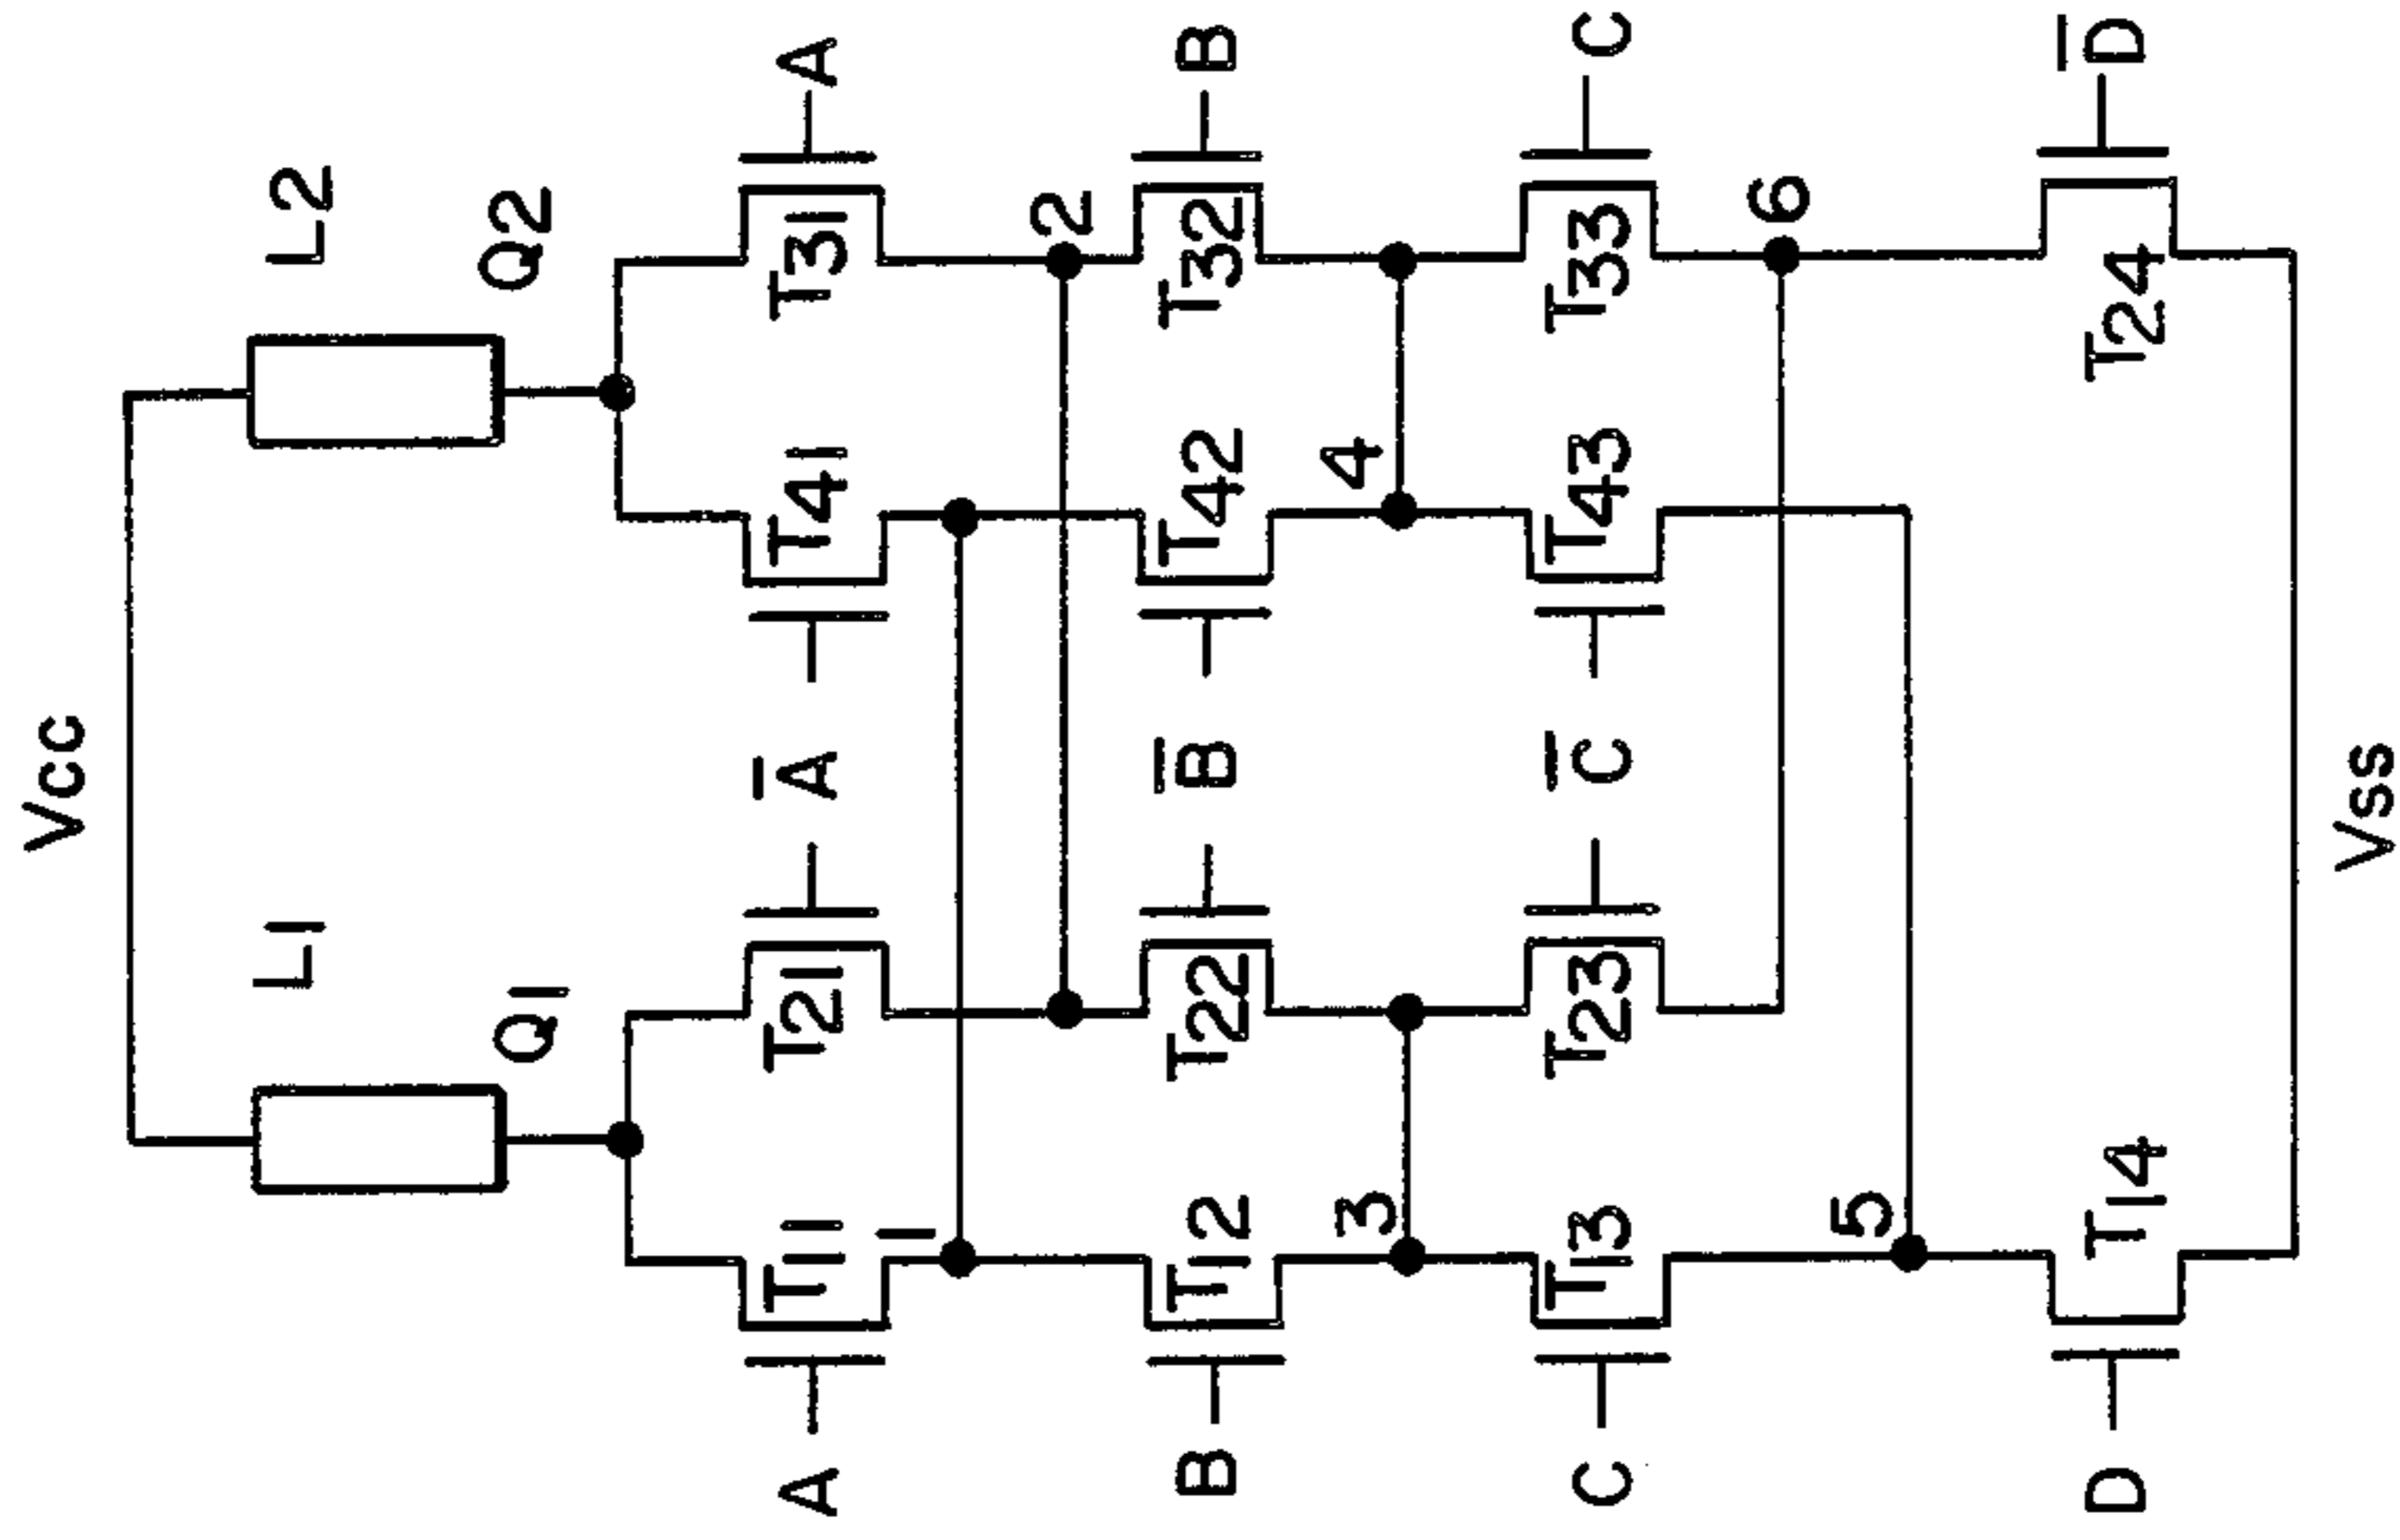 Vcc
L1 L2
Q1 Q2
A T11 T21 A̅ T41 T31 A
1 2
B T12 T22 B̅ T42 T32 B
3 4
C T13 T23 C̅ T43 T33 C
5 6
D T14 T24 D̅
Vss